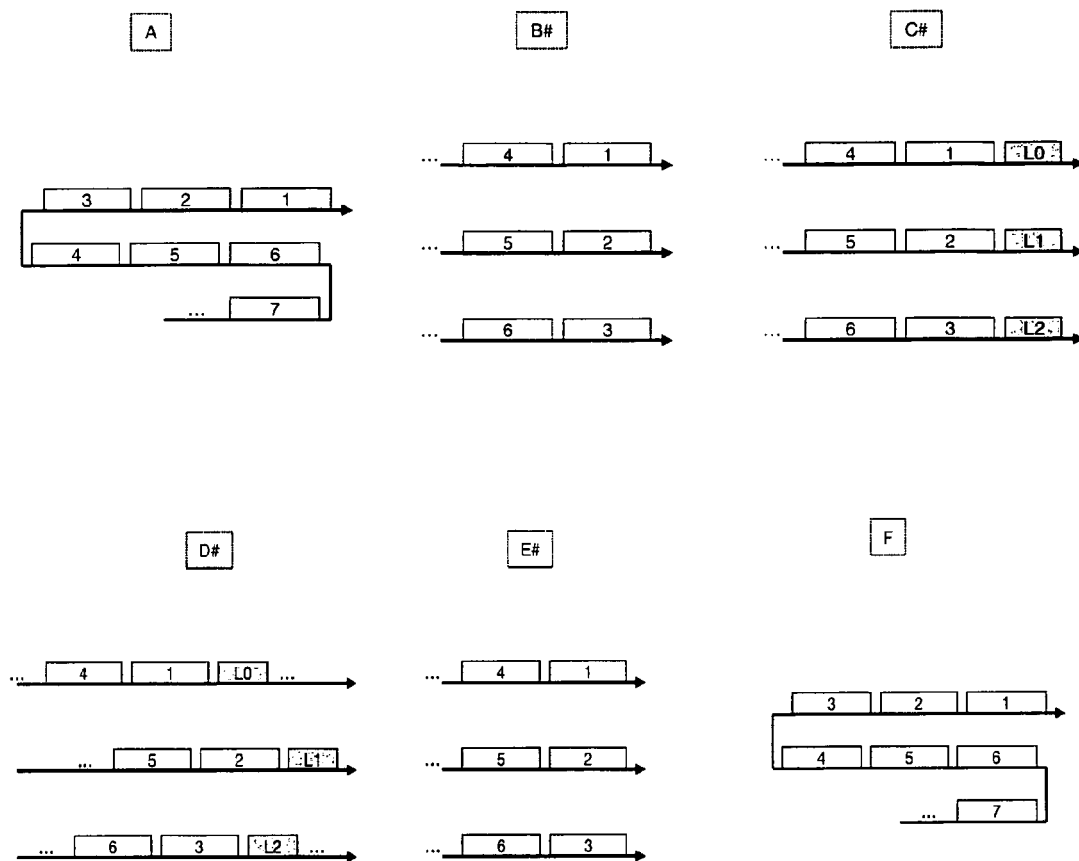 A
B#
C#
3 2 1
4 5 6
... 7
... 4 1
... 5 2
... 6 3
... 4 1 L0
... 5 2 L1
... 6 3 L2
D#
E#
F
... 4 1 L0 ...
... 5 2 L1
... 6 3 L2 ...
... 4 1
... 5 2
... 6 3
3 2 1
4 5 6
... 7